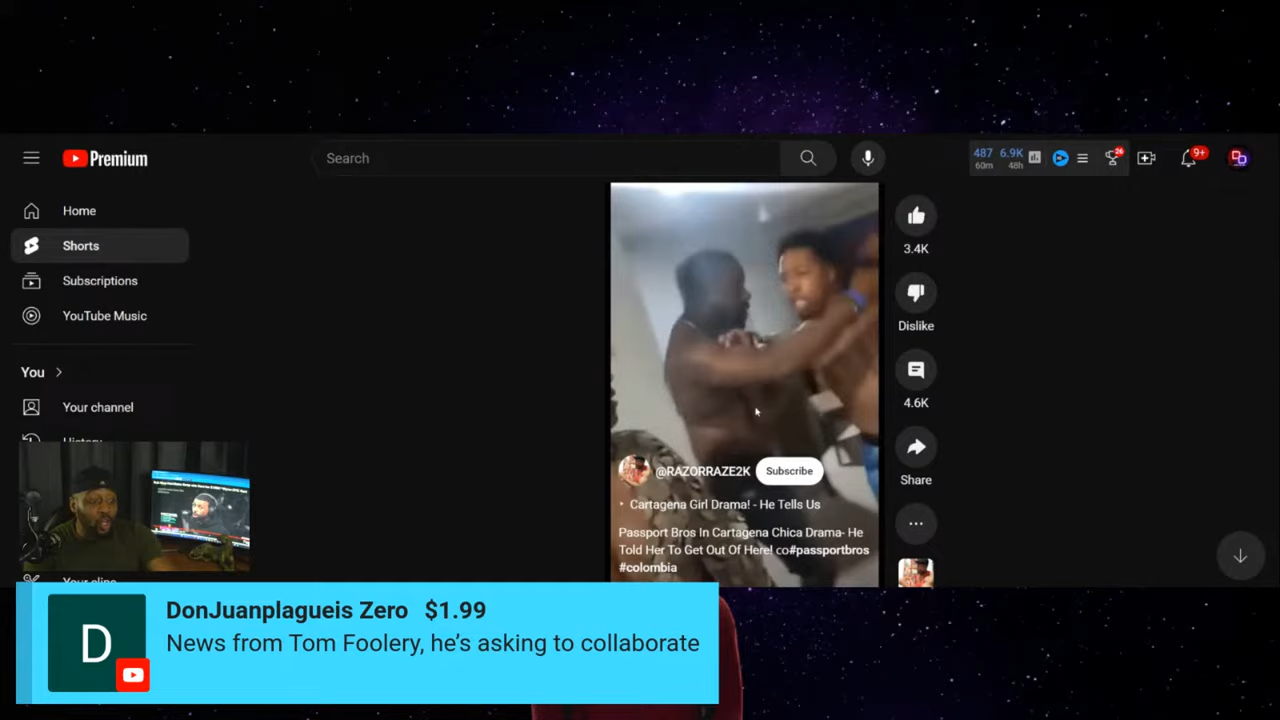 Premium
Search
487 6.9K
60m 48h
26
9+
Home
Shorts
Subscriptions
YouTube Music
You
Your channel
History
Your clips
3.4K
Dislike
4.6K
Share
@RAZORRAZE2K Subscribe
Cartagena Girl Drama! - He Tells Us
Passport Bros In Cartagena Chica Drama- He
Told Her To Get Out Of Here! co#passportbros
#colombia
D
DonJuanplagueis Zero $1.99
News from Tom Foolery, he’s asking to collaborate